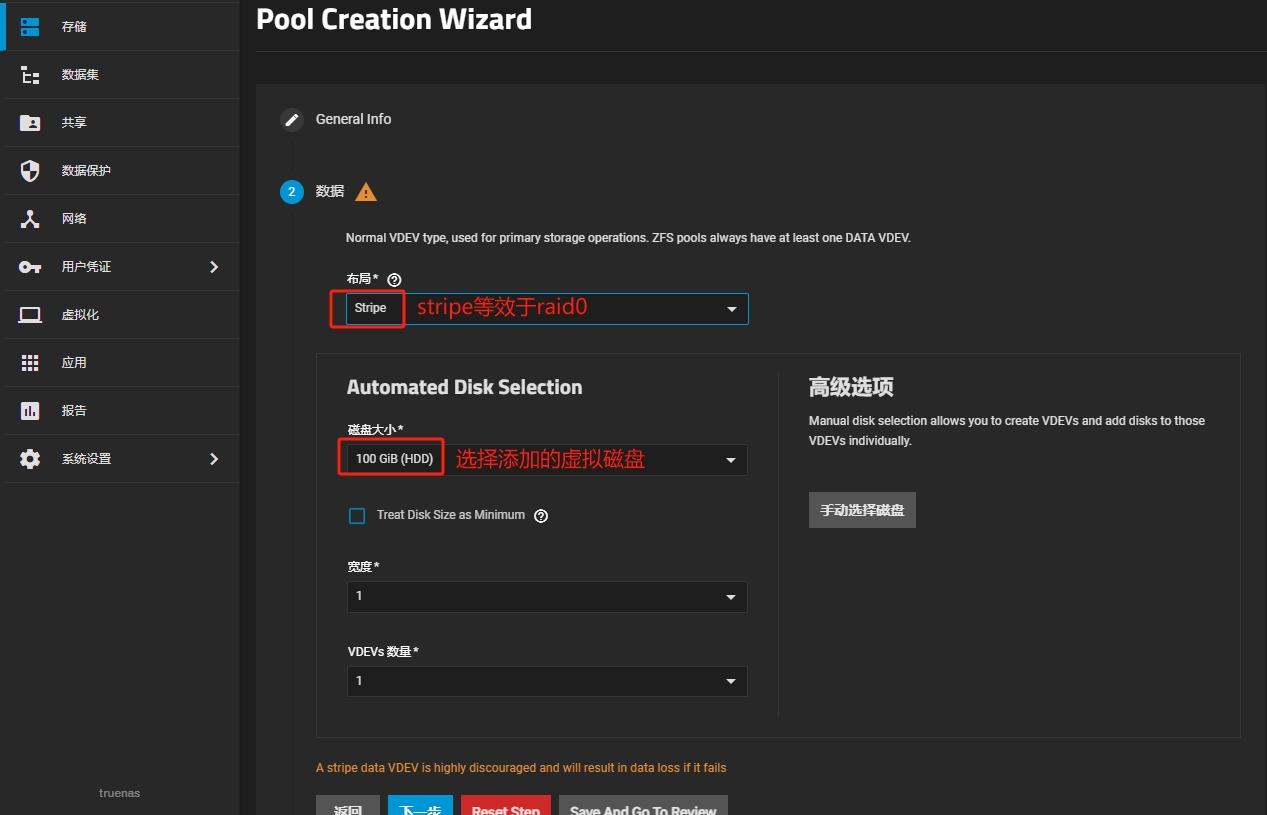 Pool Creation Wizard
存储
数据集
共享
数据保护
网络
用户凭证
虚拟化
应用
报告
系统设置
truenas
General Info
2 数据
Normal VDEV type, used for primary storage operations. ZFS pools always have at least one DATA VDEV.
布局*
Stripe stripe等效于raid0
Automated Disk Selection
磁盘大小*
100 GiB (HDD) 选择添加的虚拟磁盘
Treat Disk Size as Minimum
宽度*
1
VDEVs 数量*
1
高级选项
Manual disk selection allows you to create VDEVs and add disks to those
VDEVs individually.
手动选择磁盘
A stripe data VDEV is highly discouraged and will result in data loss if it fails
返回 下一步 Reset Step Save And Go To Review